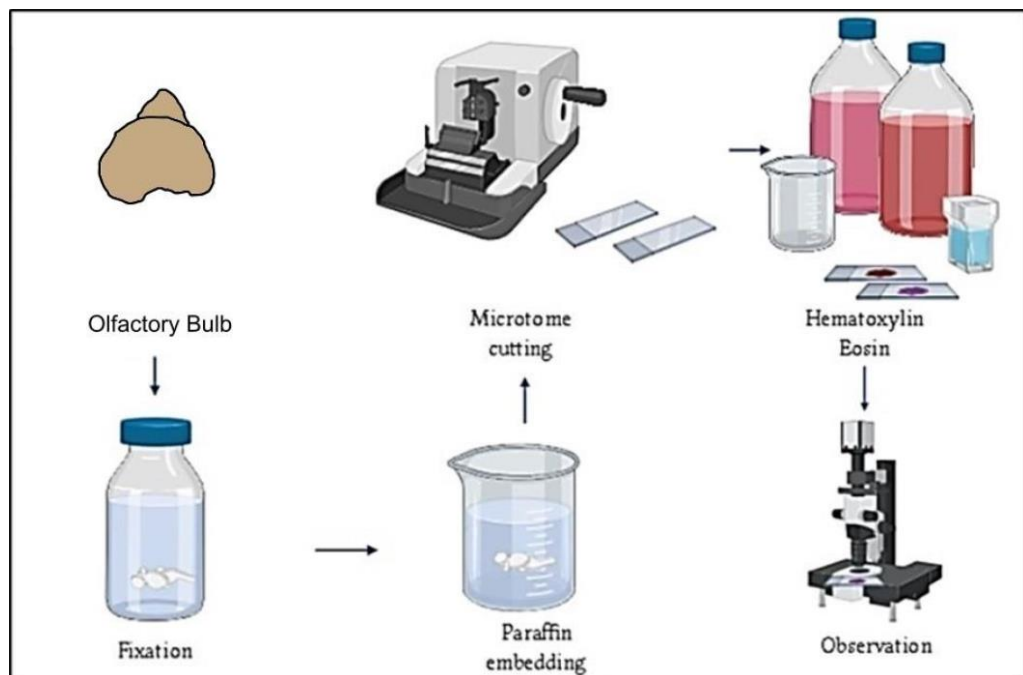 Olfactory Bulb
Fixation
Paraffin
embedding
Microtome
cutting
Hematoxylin
Eosin
Observation